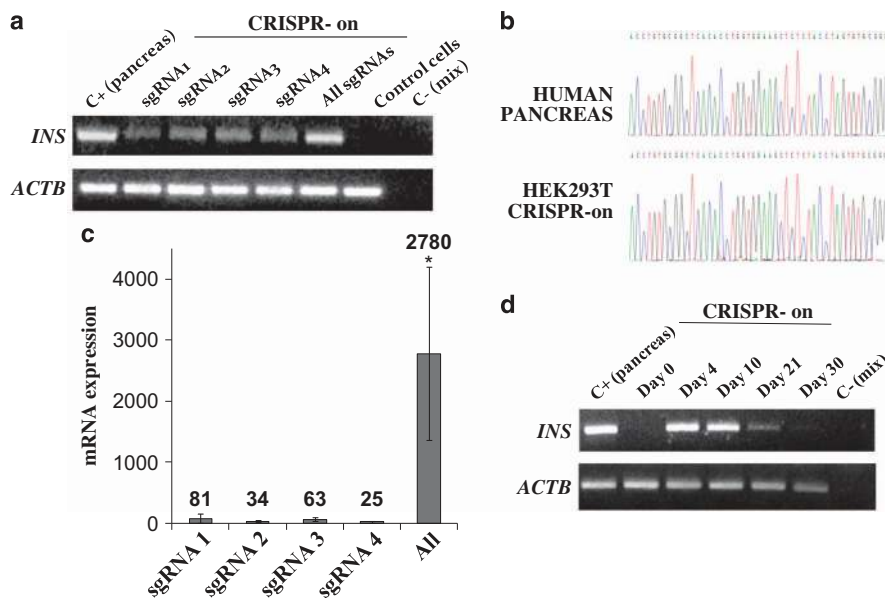 a
CRISPR- on
C+ (pancreas)
sgRNA1
sgRNA2
sgRNA3
sgRNA4
All sgRNAs
Control cells
C- (mix)
INS
ACTB
b
HUMAN
PANCREAS
HEK293T
CRISPR-on
c
mRNA expression
4000
3000
2000
1000
0
81
34
63
25
2780
*
sgRNA 1
sgRNA 2
sgRNA 3
sgRNA 4
All
d
CRISPR- on
C+ (pancreas)
Day 0
Day 4
Day 10
Day 21
Day 30
C- (mix)
INS
ACTB